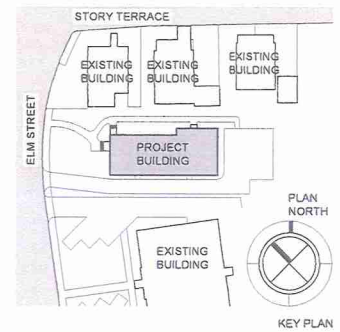 STORY TERRACE
EXISTING
BUILDING
EXISTING
BUILDING
EXISTING
BUILDING
ELM STREET
PROJECT
BUILDING
PLAN
NORTH
EXISTING
BUILDING
KEY PLAN